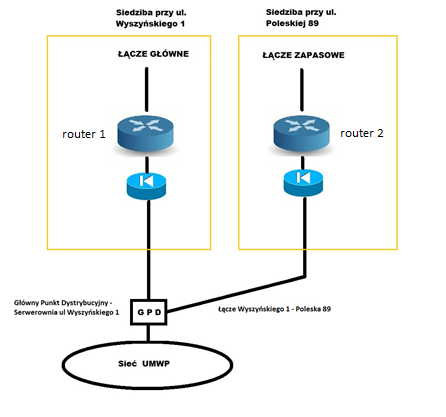 Siedziba przy ul.
Wyszyńskiego 1
Siedziba przy ul.
Poleskiej 89
ŁĄCZE GŁÓWNE
ŁĄCZE ZAPASOWE
router 1
router 2
Główny Punkt Dystrybucyjny -
Serwerownia ul Wyszyńskiego 1
G P D
Łącze Wyszyńskiego 1 - Poleska 89
Sieć UMWP